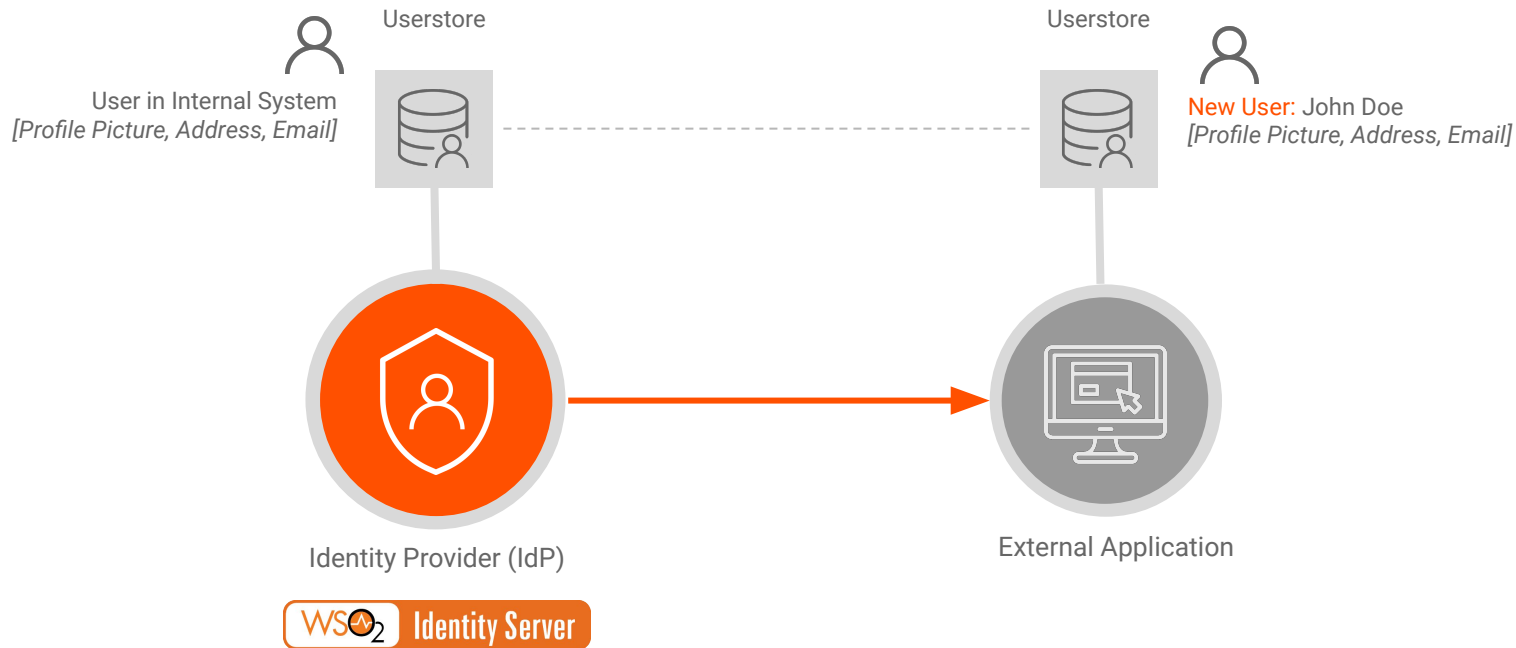 Userstore
Userstore
User in Internal System
[Profile Picture, Address, Email]
New User: John Doe
[Profile Picture, Address, Email]
Identity Provider (IdP)
External Application
WSO2 Identity Server